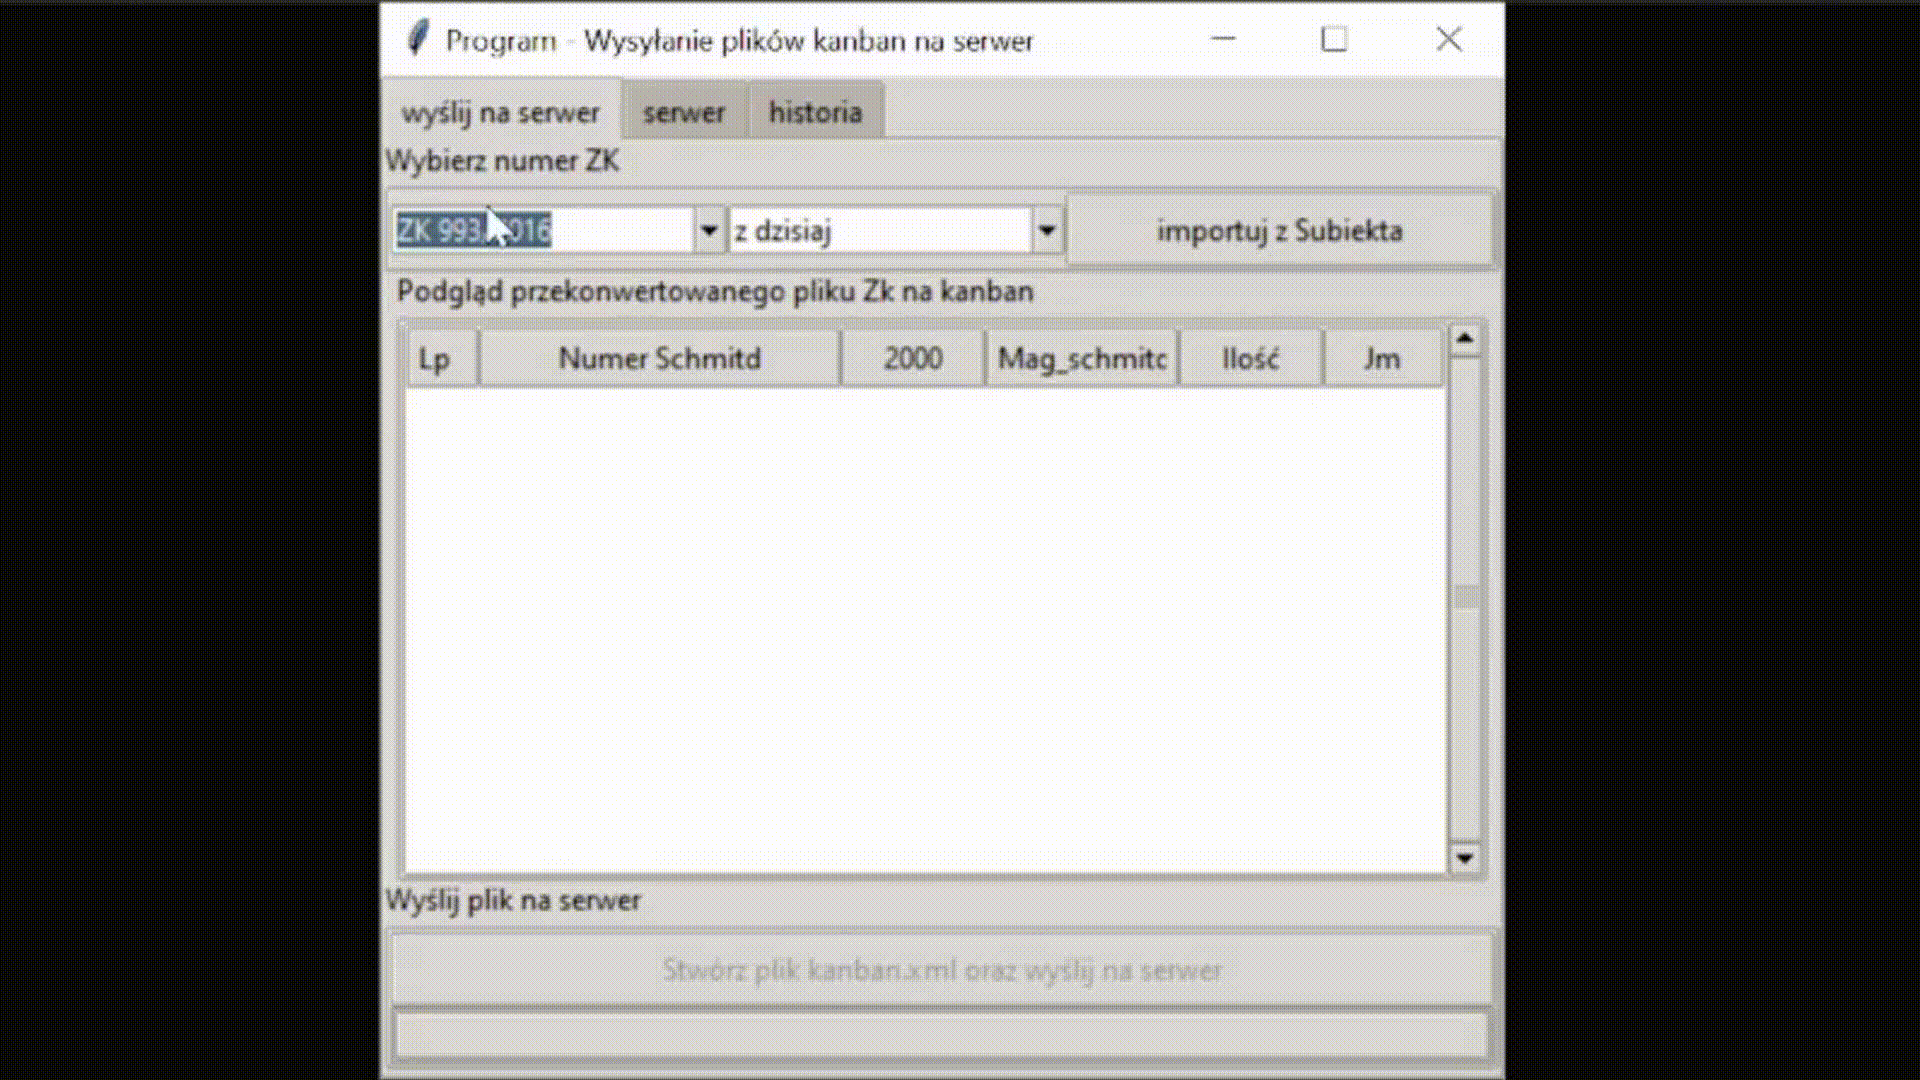 Program - Wysyłanie plików kanban na serwer
wyślij na serwer serwer historia
Wybierz numer ZK
ZK 993 016 z dzisiaj importuj z Subiekta
Podgląd przekonwertowanego pliku Zk na kanban
Lp Numer Schmitd 2000 Mag_schmitc Ilość Jm
Wyślij plik na serwer
Stwórz plik kanban.xml oraz wyślij na serwer